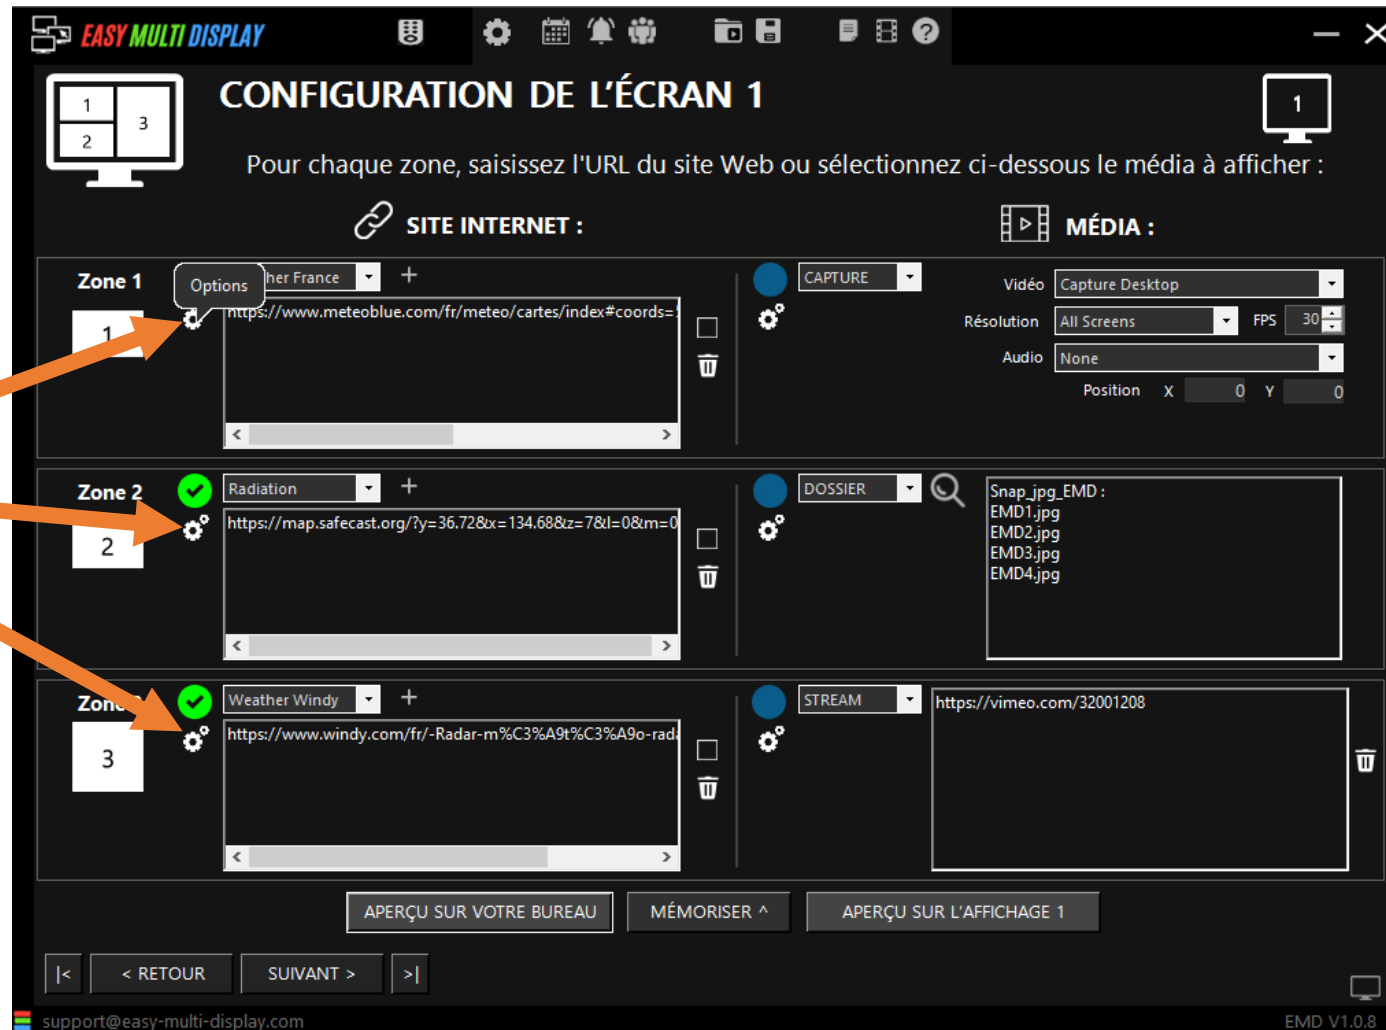 EASY MULTI DISPLAY
1
2
3
CONFIGURATION DE L'ÉCRAN 1
1
Pour chaque zone, saisissez l'URL du site Web ou sélectionnez ci-dessous le média à afficher :
SITE INTERNET :
MÉDIA :
Zone 1
Options
her France
+
1
https://www.meteoblue.com/fr/meteo/cartes/index#coords=
CAPTURE
Vidéo
Capture Desktop
Résolution
All Screens
FPS
30
Audio
None
Position X 0 Y 0
Zone 2
Radiation
+
2
https://map.safecast.org/?y=36.72&x=134.68&z=7&l=0&m=0
DOSSIER
Snap_jpg_EMD :
EMD1.jpg
EMD2.jpg
EMD3.jpg
EMD4.jpg
Weather Windy
+
3
https://www.windy.com/fr/-Radar-m%C3%A9t%C3%A9o-rada
STREAM
https://vimeo.com/32001208
APERÇU SUR VOTRE BUREAU
MÉMORISER ^
APERÇU SUR L'AFFICHAGE 1
|<
< RETOUR
SUIVANT >
>|
support@easy-multi-display.com
EMD V1.0.8